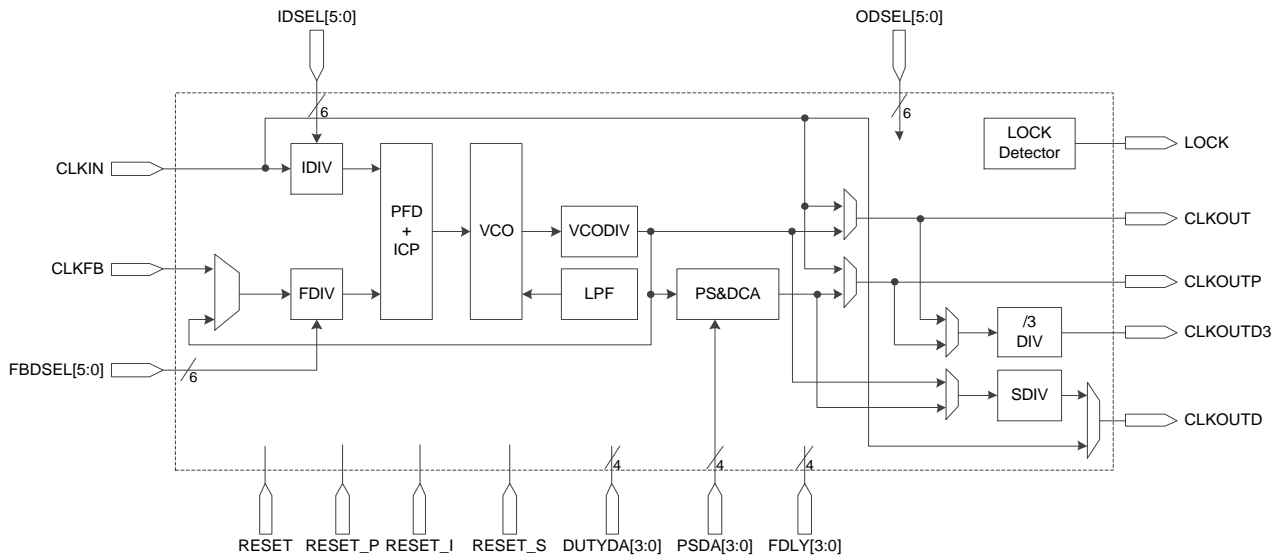 IDSEL[5:0]
ODSEL[5:0]
6
6
CLKIN
IDIV
LOCK
Detector
LOCK
PFD
+
ICP
VCO
VCODIV
CLKOUT
CLKFB
FDIV
LPF
PS&DCA
CLKOUTP
/3
DIV
CLKOUTD3
FBDSEL[5:0]
6
SDIV
CLKOUTD
4
4
4
RESET
RESET_P
RESET_I
RESET_S
DUTYDA[3:0]
PSDA[3:0]
FDLY[3:0]